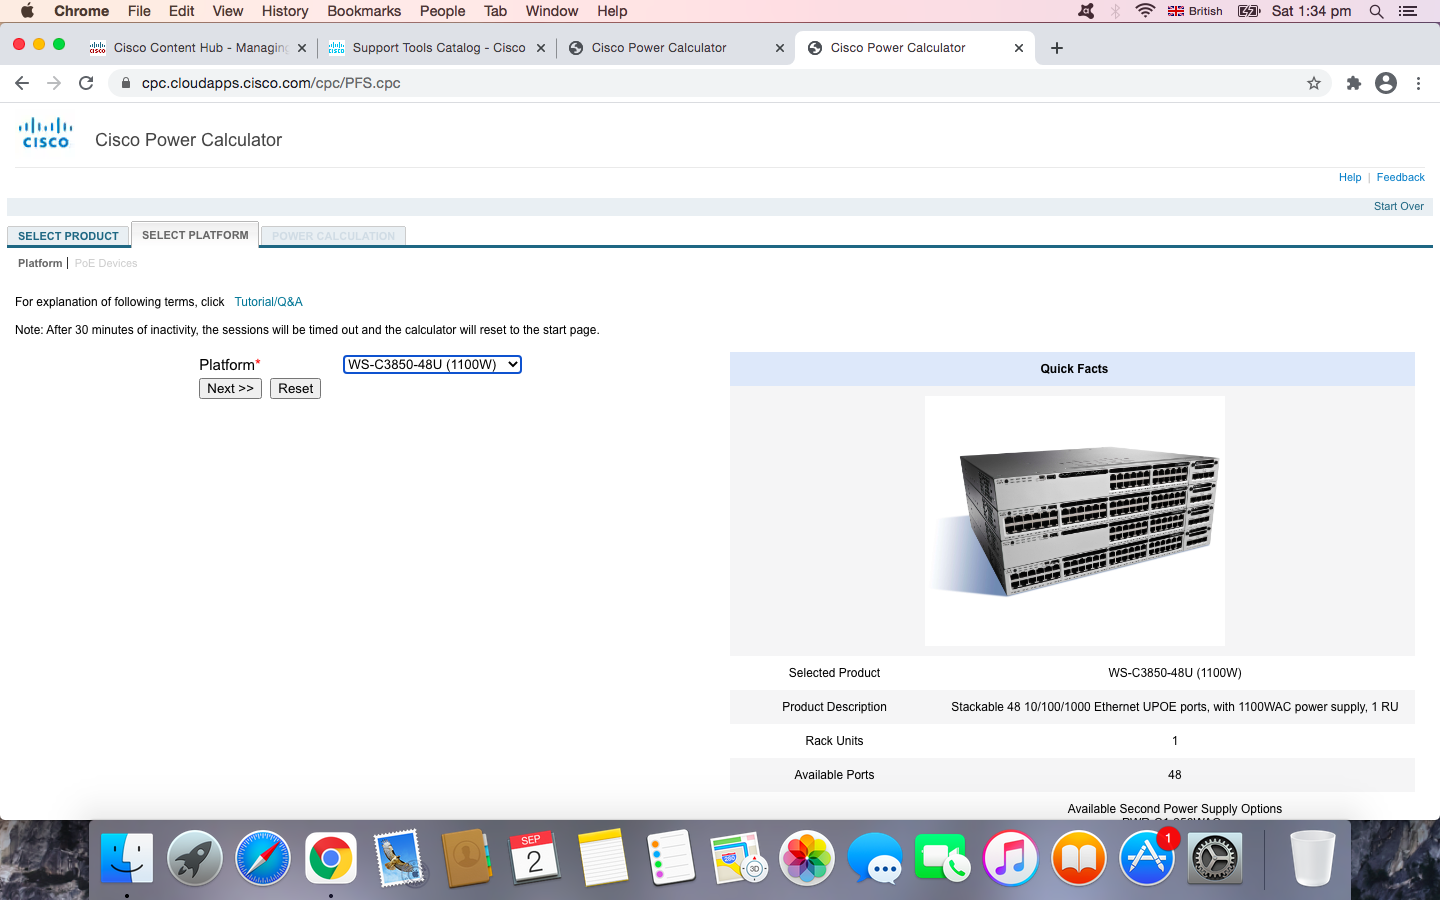 Chrome File Edit View History Bookmarks People Tab Window Help British Sat 1:34 pm
Cisco Content Hub - Managing Support Tools Catalog - Cisco Cisco Power Calculator Cisco Power Calculator
cpc.cloudapps.cisco.com/cpc/PFS.cpc
CISCO Cisco Power Calculator
Help | Feedback
Start Over
SELECT PRODUCT SELECT PLATFORM POWER CALCULATION
Platform | PoE Devices
For explanation of following terms, click Tutorial/Q&A
Note: After 30 minutes of inactivity, the sessions will be timed out and the calculator will reset to the start page.
Platform* WS-C3850-48U (1100W)
Next >> Reset
Quick Facts
Selected Product WS-C3850-48U (1100W)
Product Description Stackable 48 10/100/1000 Ethernet UPOE ports, with 1100WAC power supply, 1 RU
Rack Units 1
Available Ports 48
Available Second Power Supply Options
SEP
2
3D
1